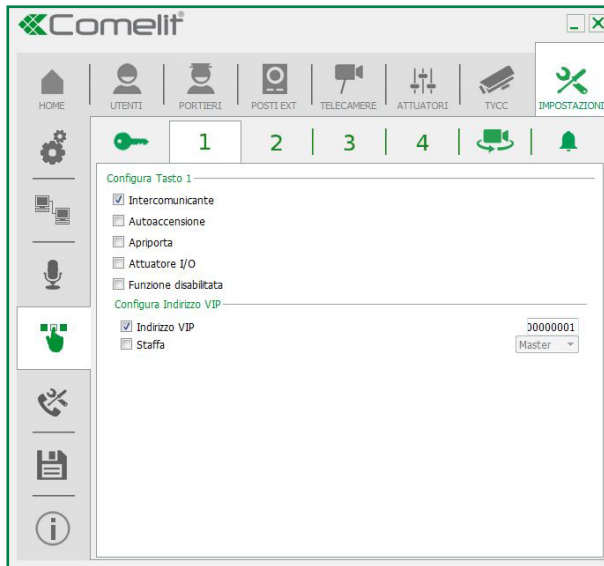 Comelit
HOME UTENTI PORTIERI POSTI EXT TELECAMERE ATTUATORI TVCC IMPOSTAZIONI
1 2 3 4
Configura Tasto 1
Intercomunicante
Autoaccensione
Apriporta
Attuatore I/O
Funzione disabilitata
Configura Indirizzo VIP
Indirizzo VIP 00000001
Staffa Master